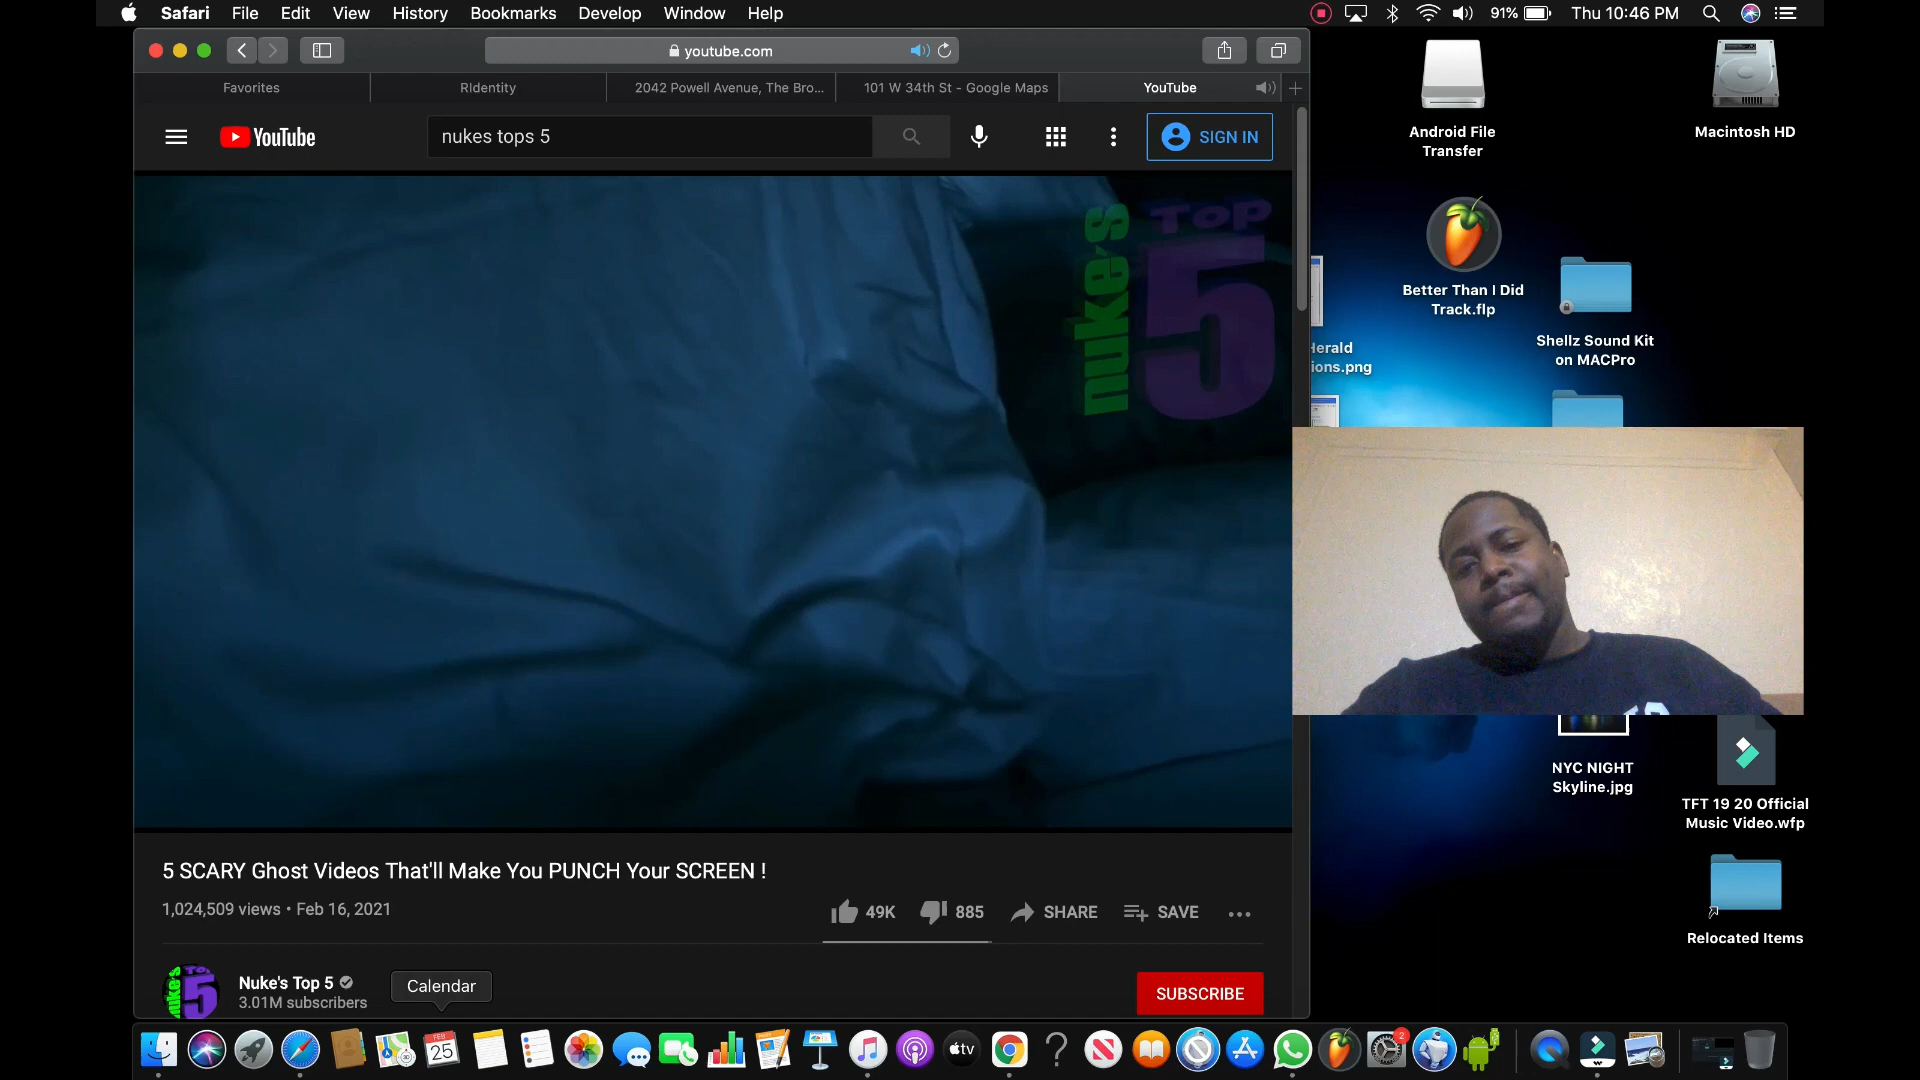 Safari File Edit View History Bookmarks Develop Window Help
91% Thu 10:46 PM
youtube.com
Favorites
RIdentity
2042 Powell Avenue, The Bro...
101 W 34th St - Google Maps
YouTube
YouTube
nukes tops 5
SIGN IN
nuke's
Top
5
5 SCARY Ghost Videos That'll Make You PUNCH Your SCREEN !
1,024,509 views • Feb 16, 2021
49K
885
SHARE
SAVE
Nuke's Top 5
3.01M subscribers
Calendar
SUBSCRIBE
Android File
Transfer
Macintosh HD
Better Than I Did
Track.flp
Shellz Sound Kit
on MACPro
Herald
ions.png
NYC NIGHT
Skyline.jpg
TFT 19 20 Official
Music Video.wfp
Relocated Items
FEB
25
tv
2